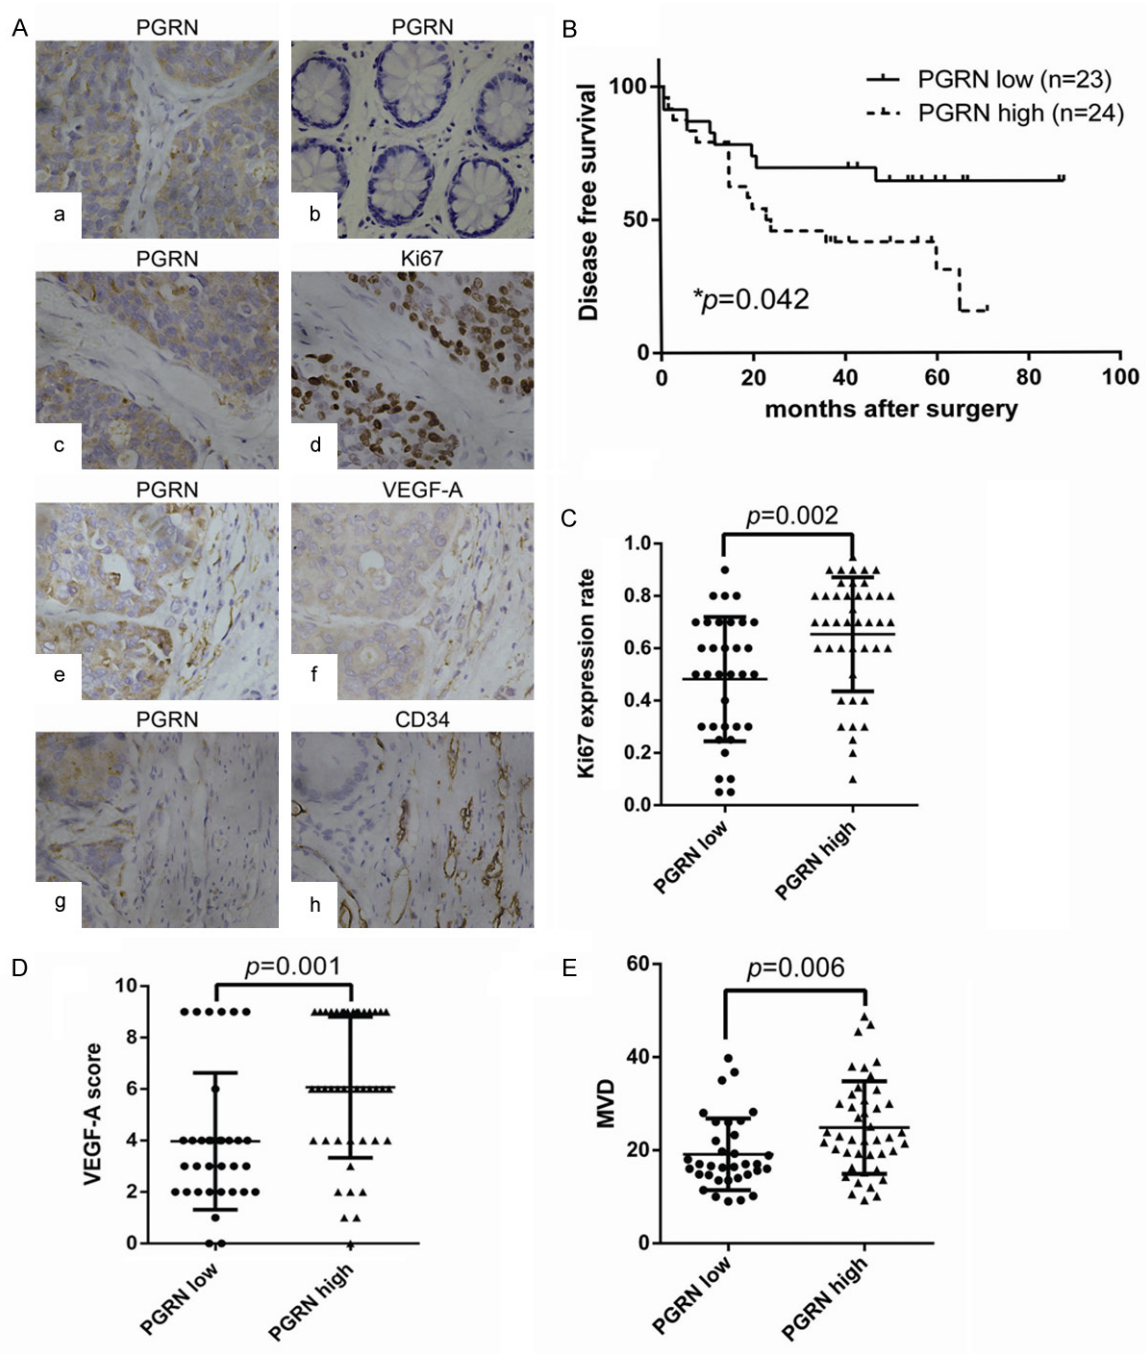 A
PGRN
PGRN
a
b
PGRN
Ki67
c
d
PGRN
VEGF-A
e
f
PGRN
CD34
g
h
B
Disease free survival
100
50
0
PGRN low (n=23)
PGRN high (n=24)
*p=0.042
0 20 40 60 80 100
months after surgery
C
p=0.002
Ki67 expression rate
1.0
0.8
0.6
0.4
0.2
0.0
PGRN low
PGRN high
D
p=0.001
VEGF-A score
10
8
6
4
2
0
PGRN low
PGRN high
E
p=0.006
MVD
60
40
20
0
PGRN low
PGRN high